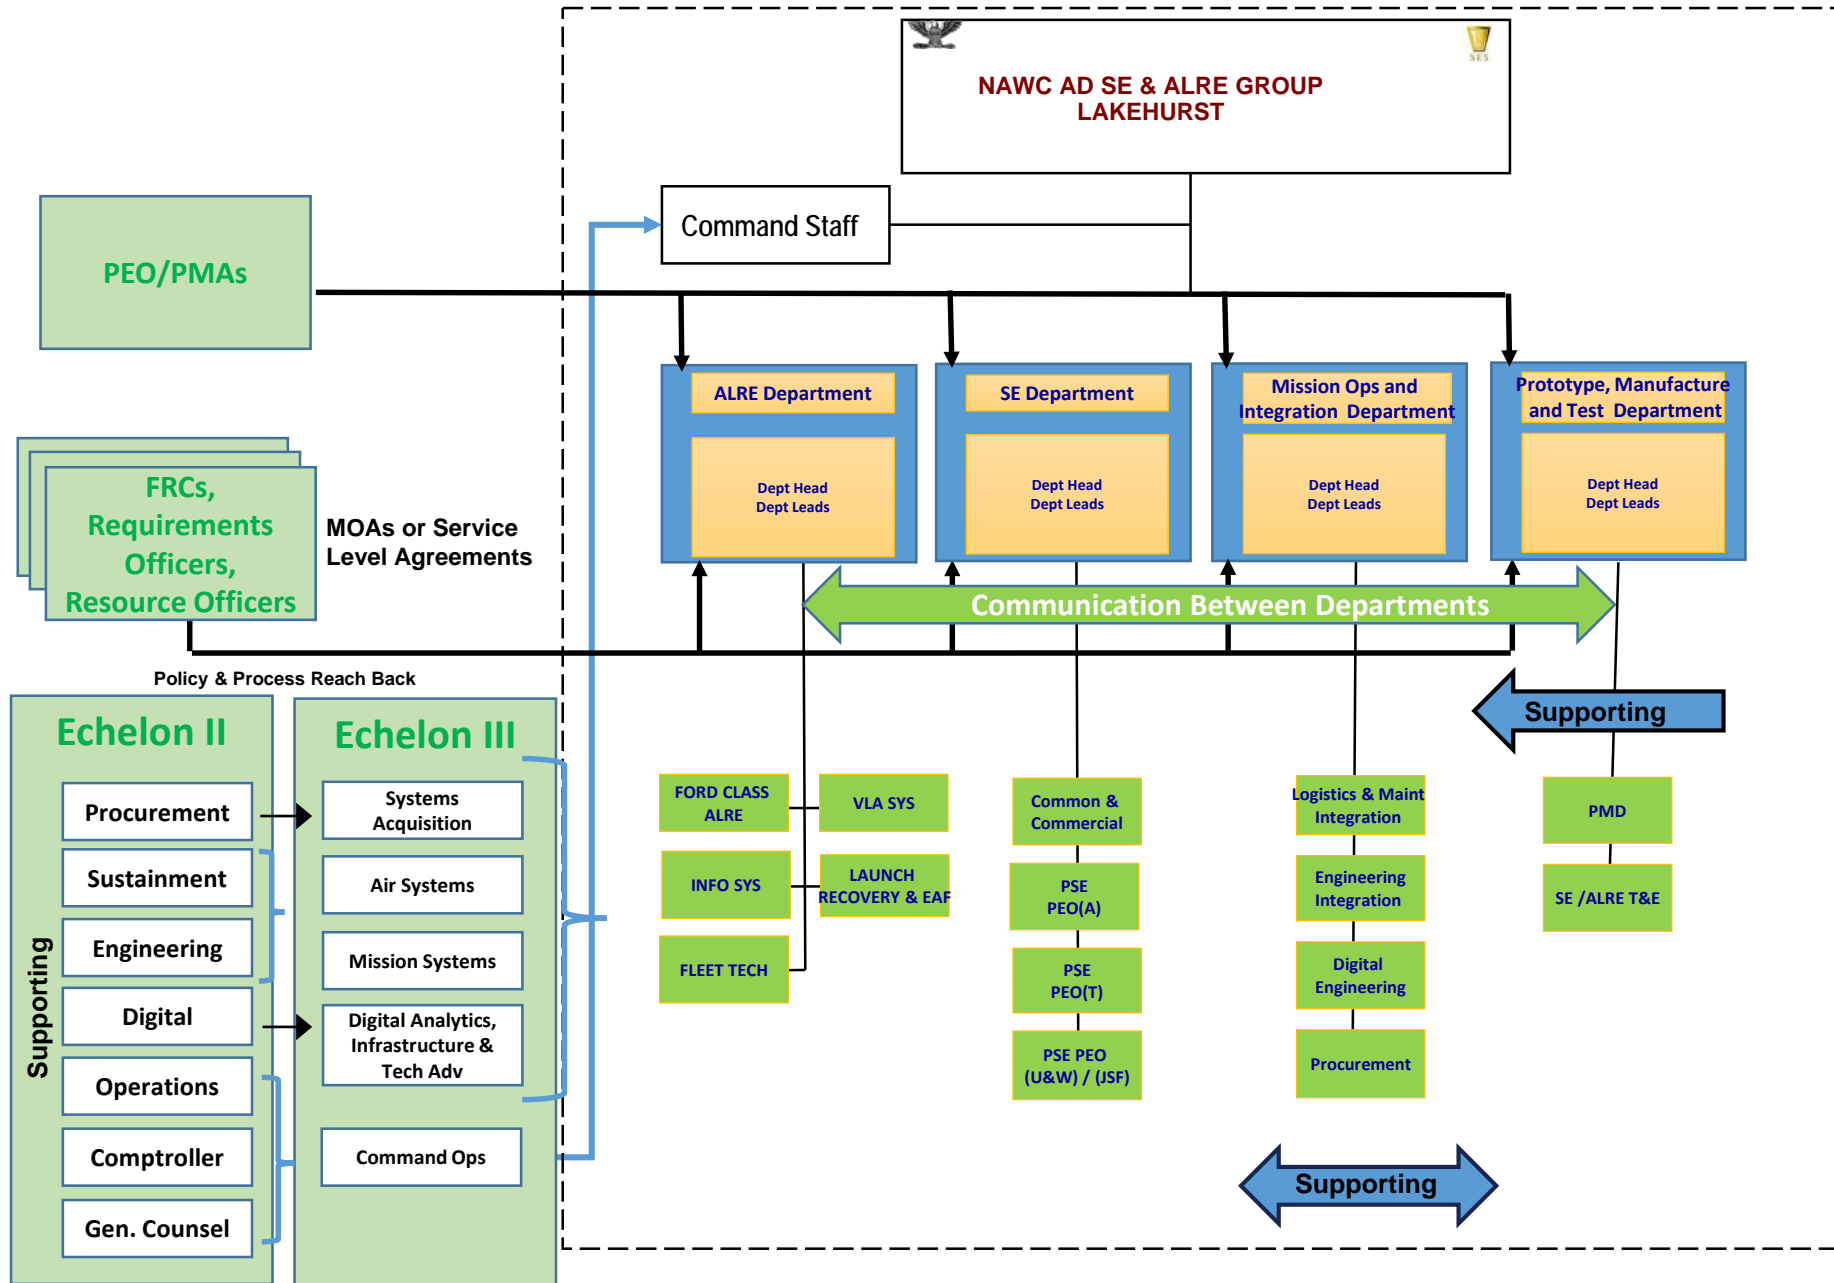 SES
NAWC AD SE & ALRE GROUP
LAKEHURST
Command Staff
PEO/PMAs
ALRE Department
Dept Head
Dept Leads
SE Department
Dept Head
Dept Leads
Mission Ops and
Integration Department
Dept Head
Dept Leads
Prototype, Manufacture
and Test Department
Dept Head
Dept Leads
FRCs,
Requirements
Officers,
Resource Officers
MOAs or Service
Level Agreements
Communication Between Departments
Policy & Process Reach Back
Echelon II
Supporting
Procurement
Sustainment
Engineering
Digital
Operations
Comptroller
Gen. Counsel
Echelon III
Systems
Acquisition
Air Systems
Mission Systems
Digital Analytics,
Infrastructure &
Tech Adv
Command Ops
Supporting
FORD CLASS
ALRE
VLA SYS
INFO SYS
LAUNCH
RECOVERY & EAF
FLEET TECH
Common &
Commercial
PSE
PEO(A)
PSE
PEO(T)
PSE PEO
(U&W) / (JSF)
Logistics & Maint
Integration
Engineering
Integration
Digital
Engineering
Procurement
PMD
SE /ALRE T&E
Supporting